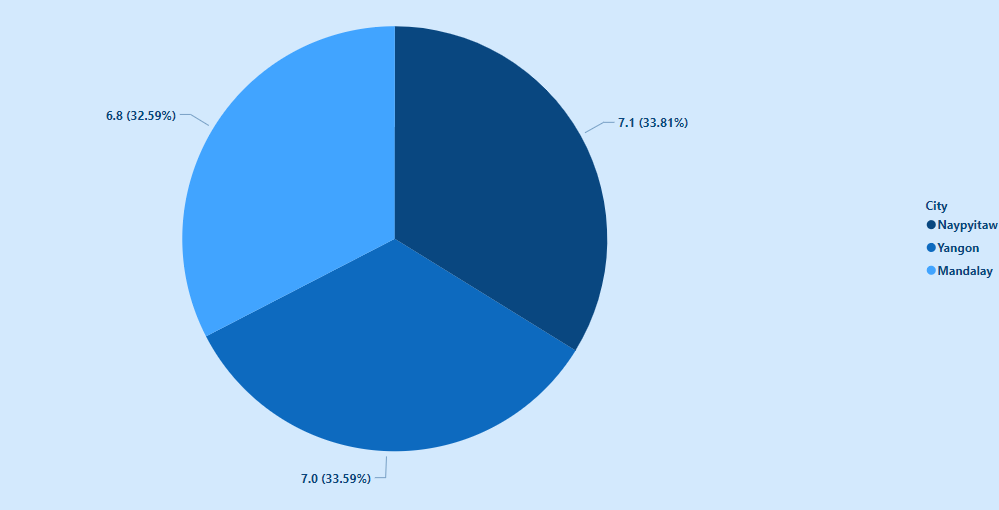 6.8 (32.59%)
7.1 (33.81%)
7.0 (33.59%)
City
Naypyitaw
Yangon
Mandalay